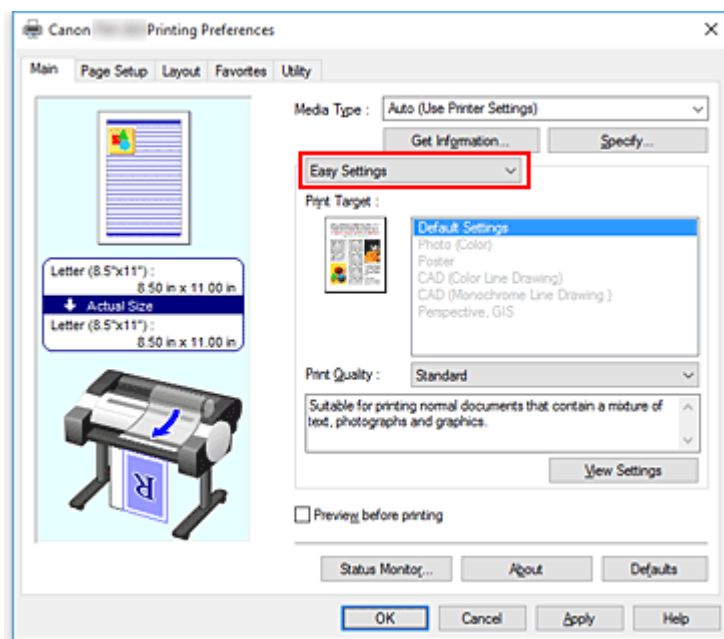 Canon Printing Preferences
Main Page Setup Layout Favorites Utility
Media Type : Auto (Use Printer Settings)
Get Information... Specify...
Easy Settings
Print Target :
Default Settings
Photo (Color)
Poster
CAD (Color Line Drawing)
CAD (Monochrome Line Drawing )
Perspective, GIS
Letter (8.5"x11") :
8.50 in x 11.00 in
Actual Size
Letter (8.5"x11") :
8.50 in x 11.00 in
R
Print Quality : Standard
Suitable for printing normal documents that contain a mixture of
text, photographs and graphics.
View Settings
Preview before printing
Status Monitor... About Defaults
OK Cancel Apply Help